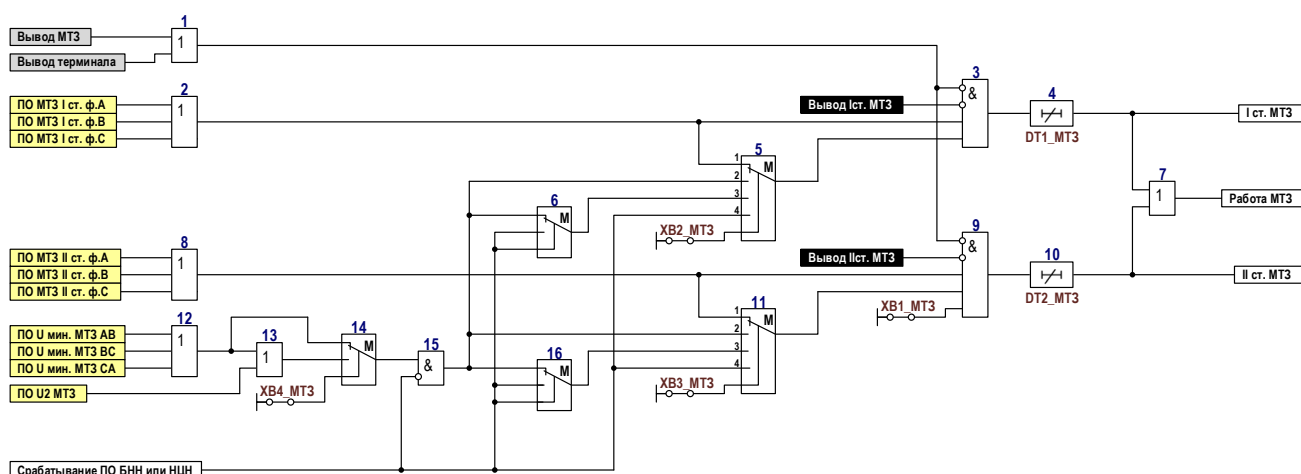 1
Вывод МТЗ
1
Вывод терминала
2
3
ПО МТЗ I ст. ф.А
1
Вывод Iст. МТЗ
&
4
I ст. МТЗ
ПО МТЗ I ст. ф.В
ПО МТЗ I ст. ф.С
DT1_МТЗ
5
1
М
2
7
6
3
1
Работа МТЗ
М
4
XB2_МТЗ
9
8
&
ПО МТЗ II ст. ф.А
1
Вывод IIст. МТЗ
10
ПО МТЗ II ст. ф.В
II ст. МТЗ
ПО МТЗ II ст. ф.С
DT2_МТЗ
11
XB1_МТЗ
12
1
М
ПО U мин. МТЗ АВ
1
13
14
2
ПО U мин. МТЗ ВС
1
М
15
16
3
ПО U мин. МТЗ СА
&
М
4
ПО U2 МТЗ
XB4_МТЗ
XB3_МТЗ
Срабатывание ПО БНН или НЦН